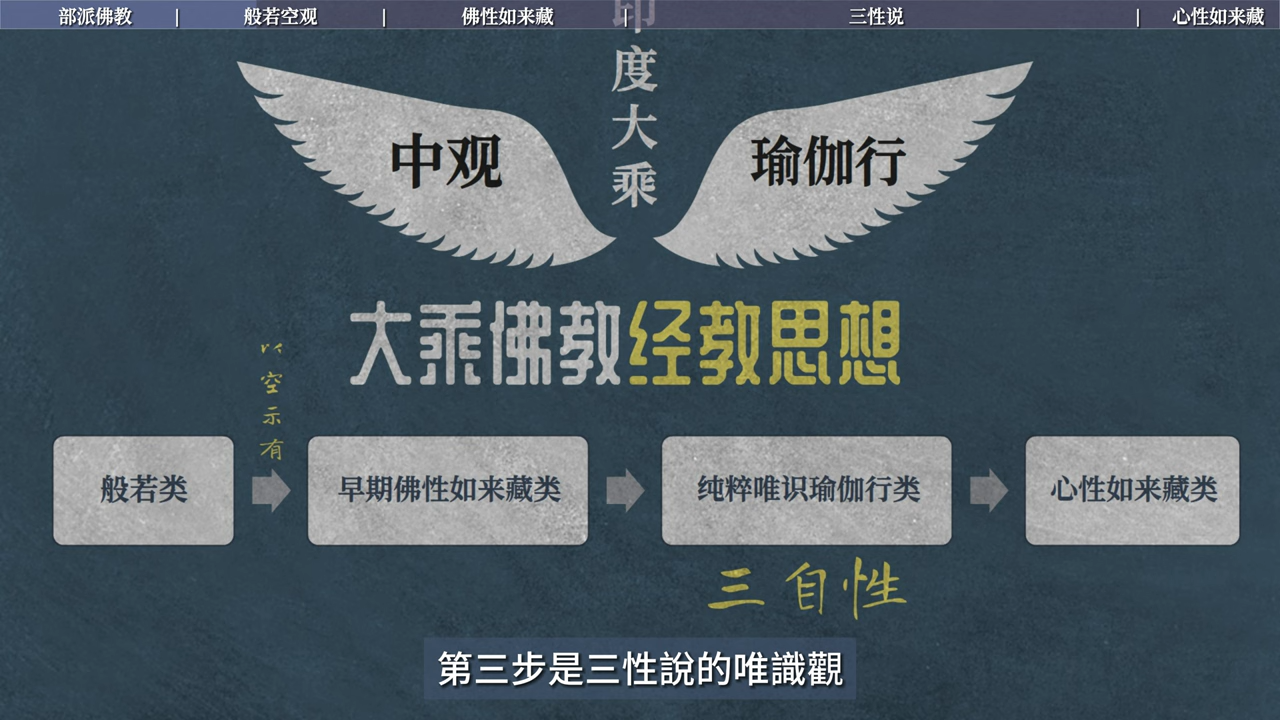 部派佛教 | 般若空观 | 佛性如来藏 | 三性说 | 心性如来藏
印度大乘
中观
瑜伽行
大乘佛教经教思想
以空示有
般若类
早期佛性如来藏类
纯粹唯识瑜伽行类
心性如来藏类
三自性
第三步是三性說的唯識觀